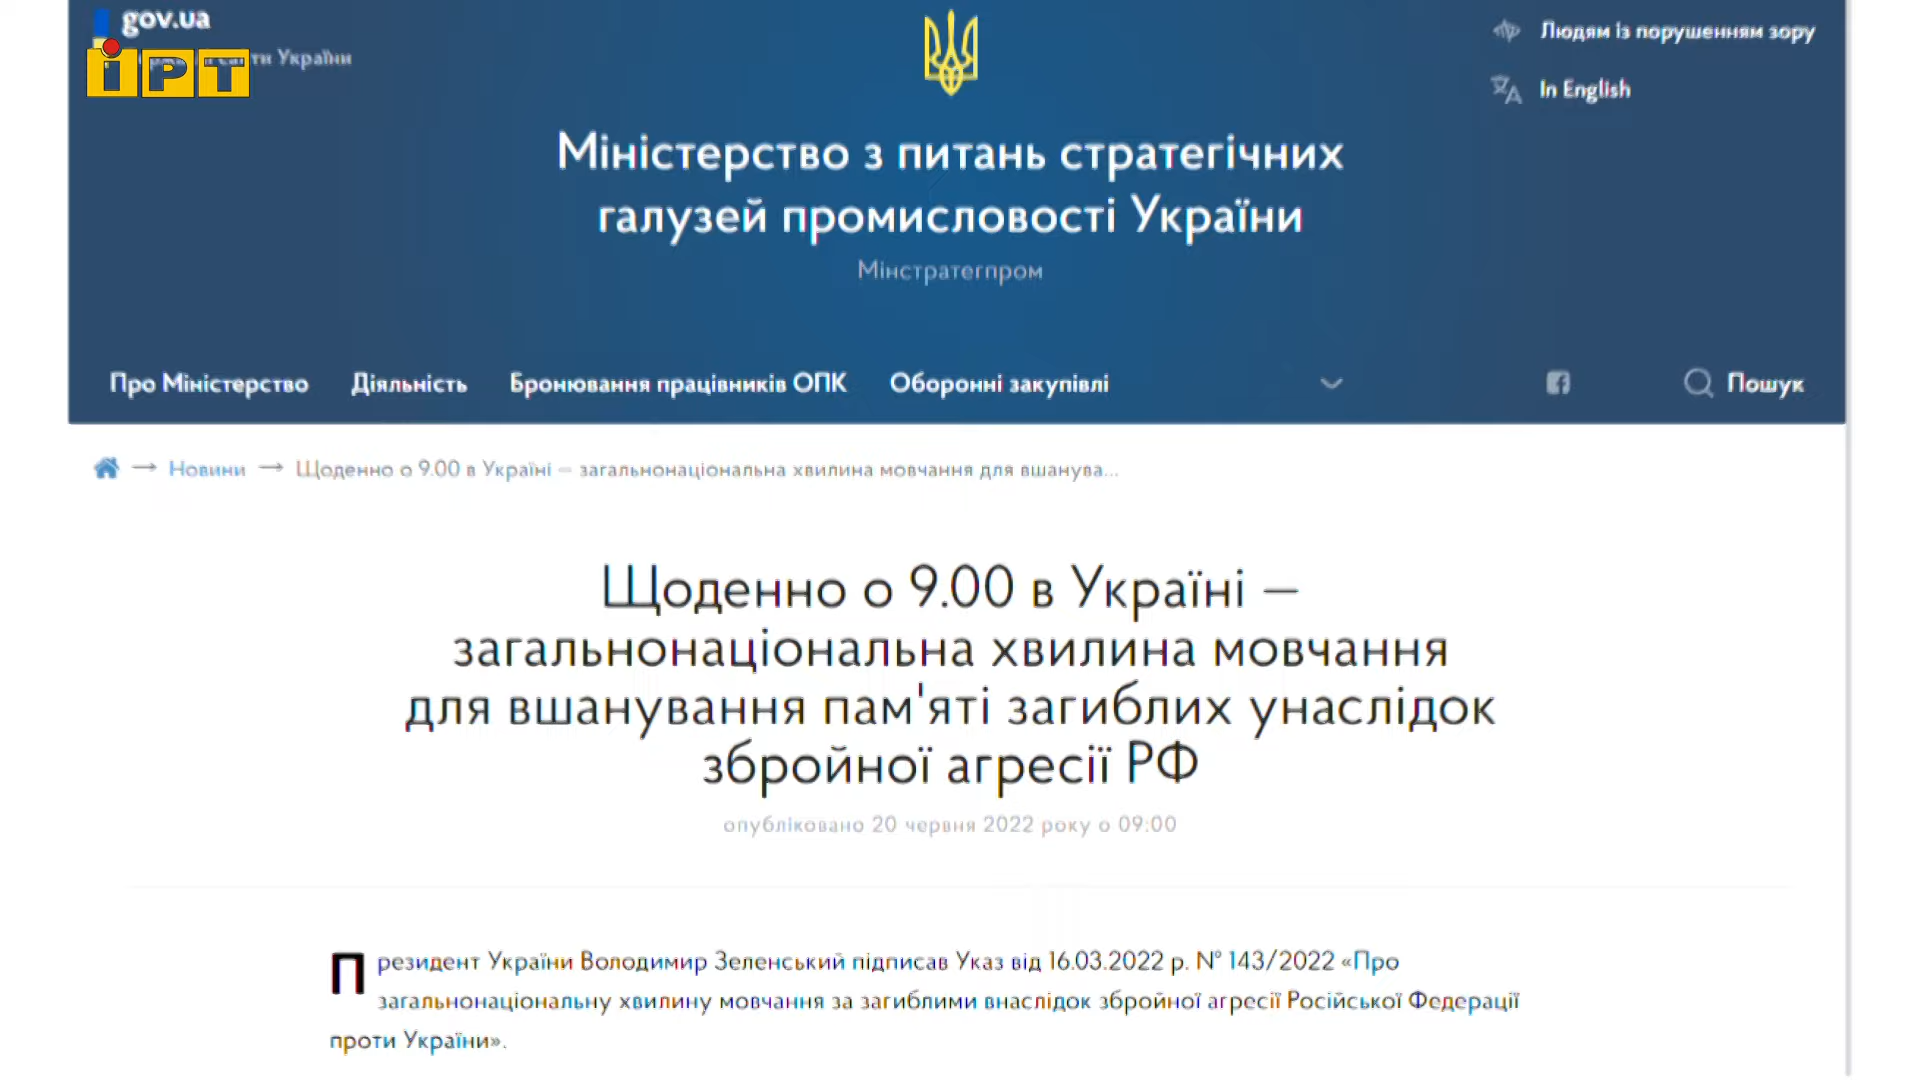 gov.ua
ти України
іРТ
Людям із порушенням зору
In English
Міністерство з питань стратегічних
галузей промисловості України
Мінстратегпром
Про Міністерство Діяльність Бронювання працівників ОПК Оборонні закупівлі Пошук
Новини → Щоденно о 9.00 в Україні – загальнонаціональна хвилина мовчання для вшанува...
Щоденно о 9.00 в Україні –
загальнонаціональна хвилина мовчання
для вшанування пам'яті загиблих унаслідок
збройної агресії РФ
опубліковано 20 червня 2022 року о 09:00
Президент України Володимир Зеленський підписав Указ від 16.03.2022 р. № 143/2022 «Про
загальнонаціональну хвилину мовчання за загиблими внаслідок збройної агресії Російської Федерації
проти України».